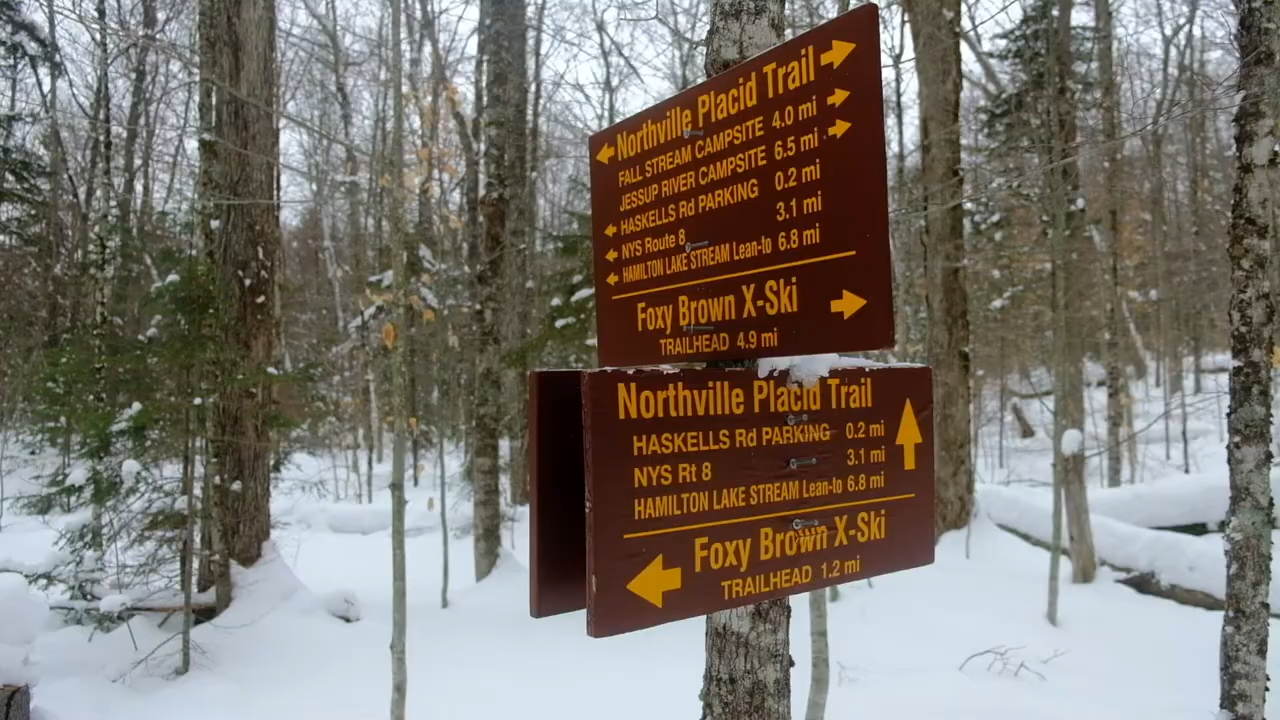 Northville Placid Trail
FALL STREAM CAMPSITE 4.0 mi
JESSUP RIVER CAMPSITE 6.5 mi
HASKELLS Rd PARKING 0.2 mi
NYS Route 8 3.1 mi
HAMILTON LAKE STREAM Lean-to 6.8 mi
Foxy Brown X-Ski
TRAILHEAD 4.9 mi
Northville Placid Trail
HASKELLS Rd PARKING 0.2 mi
NYS Rt 8 3.1 mi
HAMILTON LAKE STREAM Lean-to 6.8 mi
Foxy Brown X-Ski
TRAILHEAD 1.2 mi